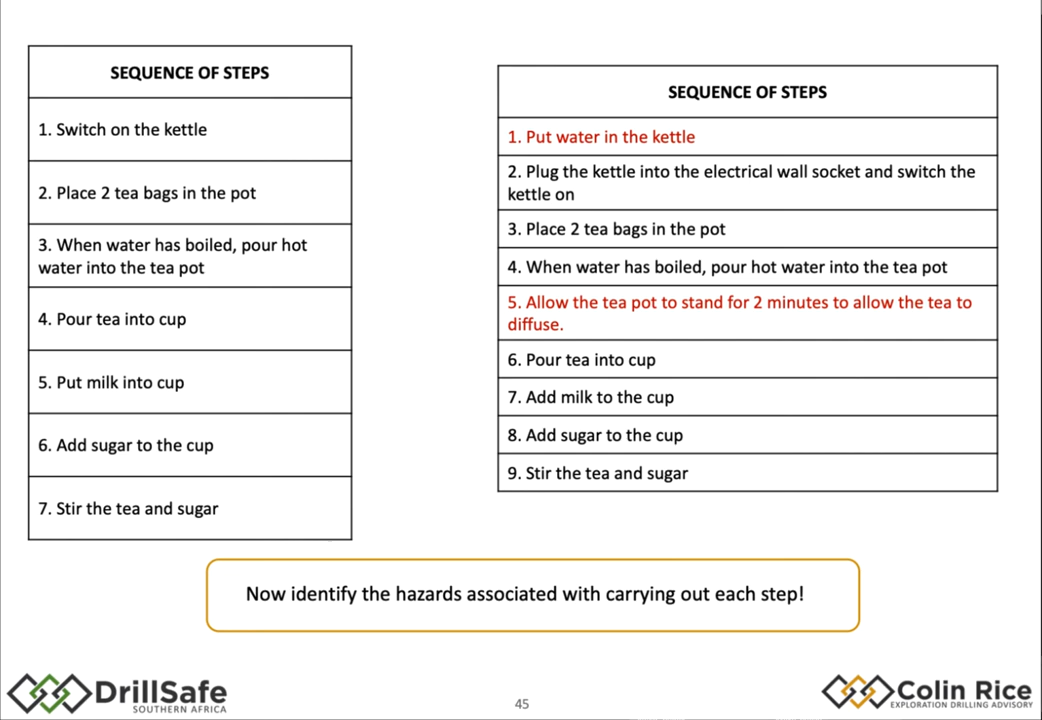 SEQUENCE OF STEPS
1. Switch on the kettle
2. Place 2 tea bags in the pot
3. When water has boiled, pour hot
water into the tea pot
4. Pour tea into cup
5. Put milk into cup
6. Add sugar to the cup
7. Stir the tea and sugar
SEQUENCE OF STEPS
1. Put water in the kettle
2. Plug the kettle into the electrical wall socket and switch the
kettle on
3. Place 2 tea bags in the pot
4. When water has boiled, pour hot water into the tea pot
5. Allow the tea pot to stand for 2 minutes to allow the tea to
diffuse.
6. Pour tea into cup
7. Add milk to the cup
8. Add sugar to the cup
9. Stir the tea and sugar
Now identify the hazards associated with carrying out each step!
DrillSafe
SOUTHERN AFRICA
45
Colin Rice
EXPLORATION DRILLING ADVISORY